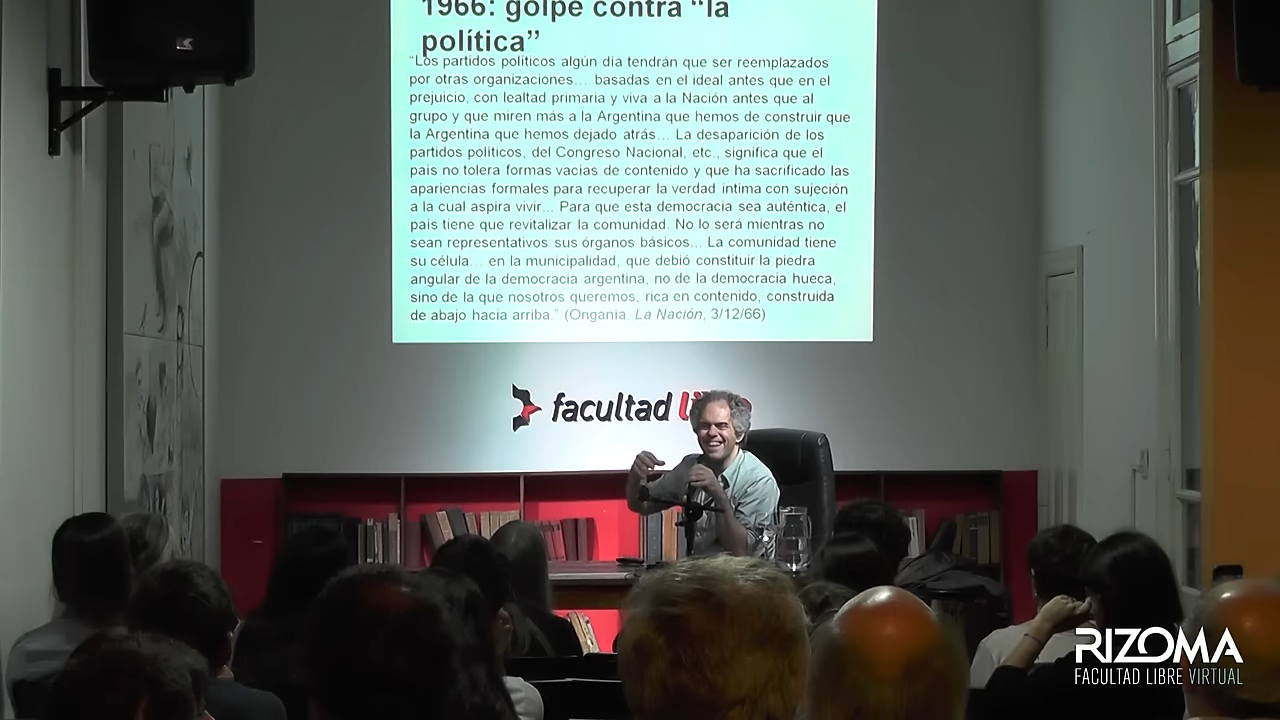 1966: golpe contra “la
política”
“Los partidos políticos algún día tendrán que ser reemplazados
por otras organizaciones… basadas en el ideal antes que en el
prejuicio, con lealtad primaria y viva a la Nación antes que al
grupo y que miren más a la Argentina que hemos de construir que
la Argentina que hemos dejado atrás… La desaparición de los
partidos políticos, del Congreso Nacional, etc., significa que el
país no tolera formas vacías de contenido y que ha sacrificado las
apariencias formales para recuperar la verdad íntima con sujeción
a la cual aspira vivir… Para que esta democracia sea auténtica, el
país tiene que revitalizar la comunidad. No lo será mientras no
sean representativos sus órganos básicos… La comunidad tiene
su célula… en la municipalidad, que debió constituir la piedra
angular de la democracia argentina, no de la democracia hueca,
sino de la que nosotros queremos, rica en contenido, construida
de abajo hacia arriba.” (Onganía, La Nación, 3/12/66)
facultad
RIZOMA
FACULTAD LIBRE VIRTUAL